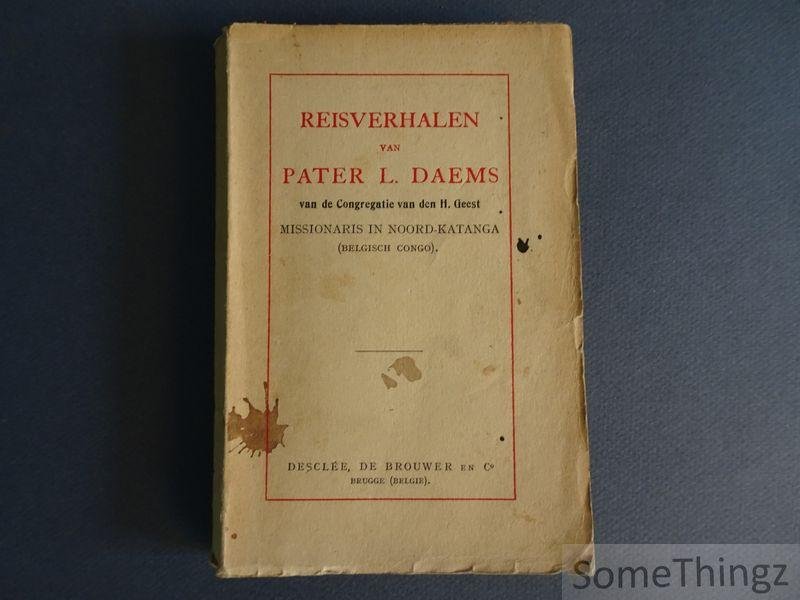 REISVERHALEN
VAN
PATER L. DAEMS
van de Congregatie van den H. Geest
MISSIONARIS IN NOORD-KATANGA
(BELGISCH CONGO).
DESCLÉE, DE BROUWER EN Cº
BRUGGE (BELGIE).
SomeThingz